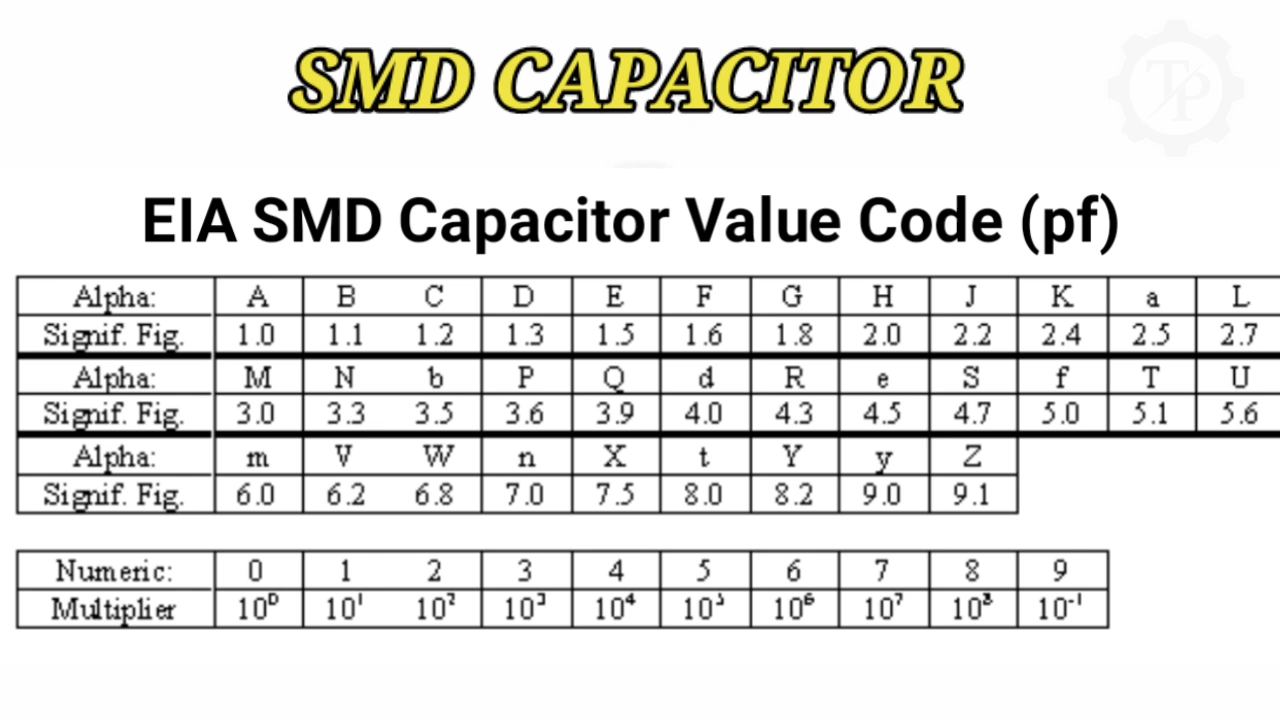 SMD CAPACITOR
TP
EIA SMD Capacitor Value Code (pf)
Alpha: A B C D E F G H J K a L
Signif. Fig. 1.0 1.1 1.2 1.3 1.5 1.6 1.8 2.0 2.2 2.4 2.5 2.7
Alpha: M N b P Q d R e S f T U
Signif. Fig. 3.0 3.3 3.5 3.6 3.9 4.0 4.3 4.5 4.7 5.0 5.1 5.6
Alpha: m V W n X t Y y Z
Signif. Fig. 6.0 6.2 6.8 7.0 7.5 8.0 8.2 9.0 9.1
Numeric: 0 1 2 3 4 5 6 7 8 9
Multiplier 10⁰ 10¹ 10² 10³ 10⁴ 10⁵ 10⁶ 10⁷ 10⁸ 10⁻¹